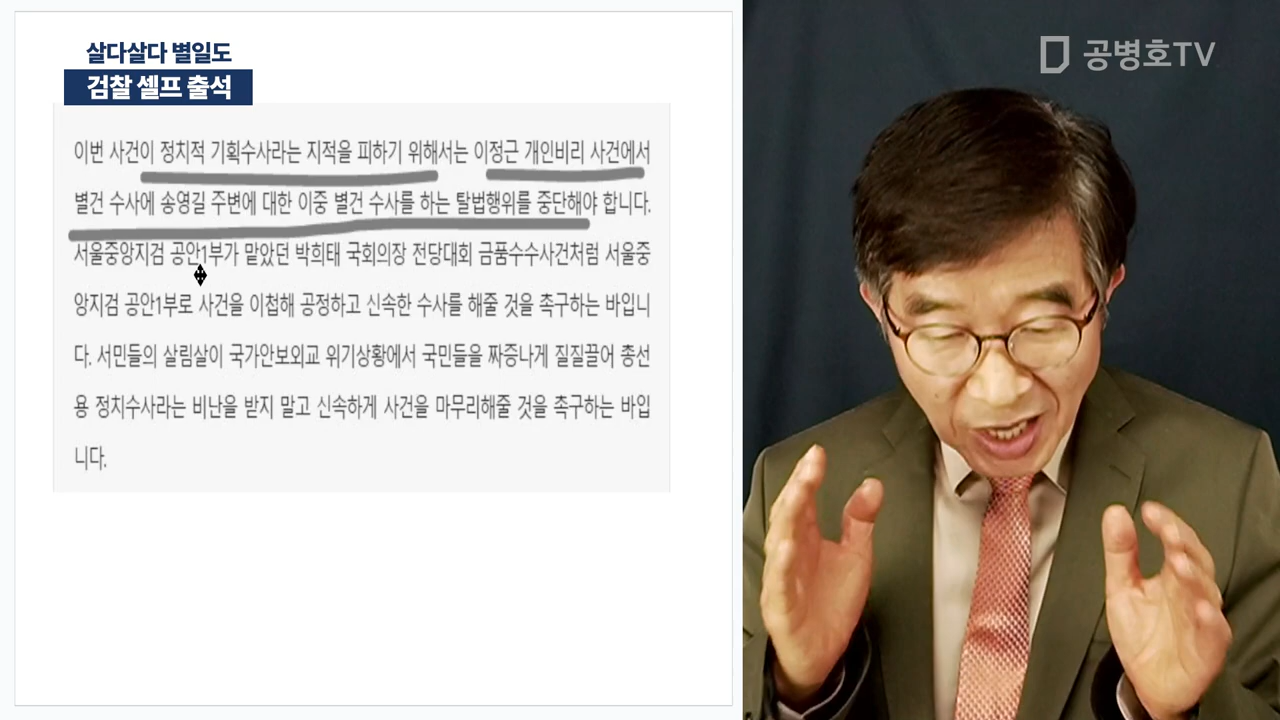 살다살다 별일도
검찰 셀프 출석
공병호TV
이번 사건이 정치적 기획수사라는 지적을 피하기 위해서는 이정근 개인비리 사건에서
별건 수사에 송영길 주변에 대한 이중 별건 수사를 하는 탈법행위를 중단해야 합니다.
서울중앙지검 공안1부가 맡았던 박희태 국회의장 전당대회 금품수수사건처럼 서울중
앙지검 공안1부로 사건을 이첩해 공정하고 신속한 수사를 해줄 것을 촉구하는 바입니
다. 서민들의 살림살이 국가안보외교 위기상황에서 국민들을 짜증나게 질질끌어 총선
용 정치수사라는 비난을 받지 말고 신속하게 사건을 마무리해줄 것을 촉구하는 바입
니다.